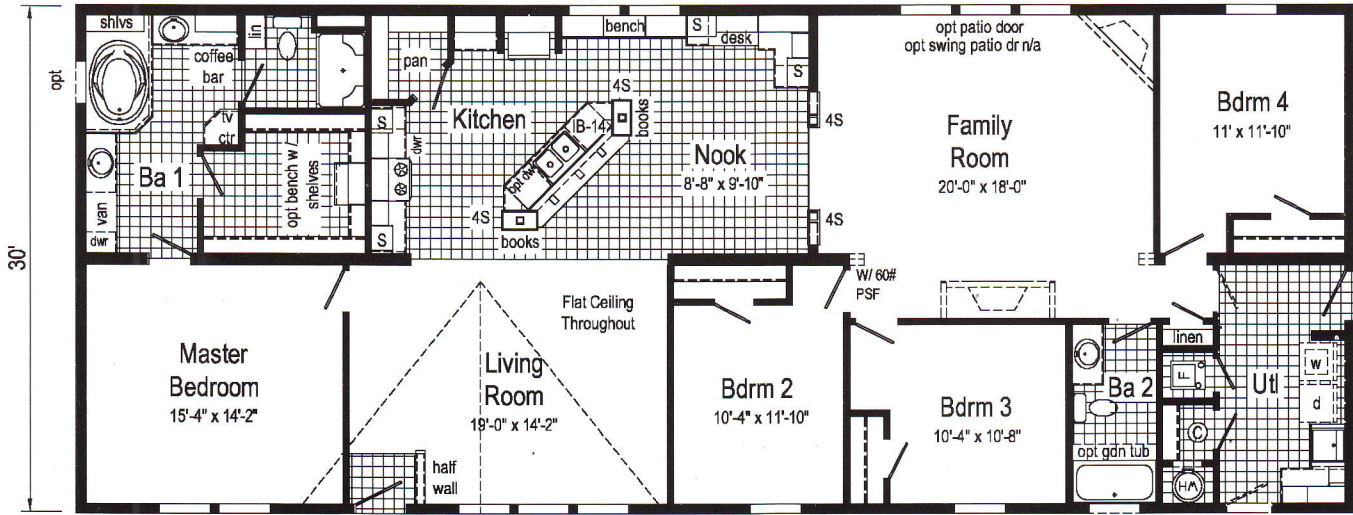 shlvs
opt
coffee
bar
lin
tv
ctr
Ba 1
van
dwr
opt bench w/
shelves
pan
S
dwr
S
Kitchen
4S
books
IB-14
opt dw
4S
books
bench
S
desk
S
Nook
8'-8" x 9'-10"
4S
4S
opt patio door
opt swing patio dr n/a
Family
Room
20'-0" x 18'-0"
W/ 60#
PSF
Bdrm 4
11' x 11'-10"
30'
Master
Bedroom
15'-4" x 14'-2"
Flat Ceiling
Throughout
Living
Room
19'-0" x 14'-2"
half
wall
Bdrm 2
10'-4" x 11'-10"
Bdrm 3
10'-4" x 10'-8"
Ba 2
opt gdn tub
linen
F
C
HW
Utl
w
d